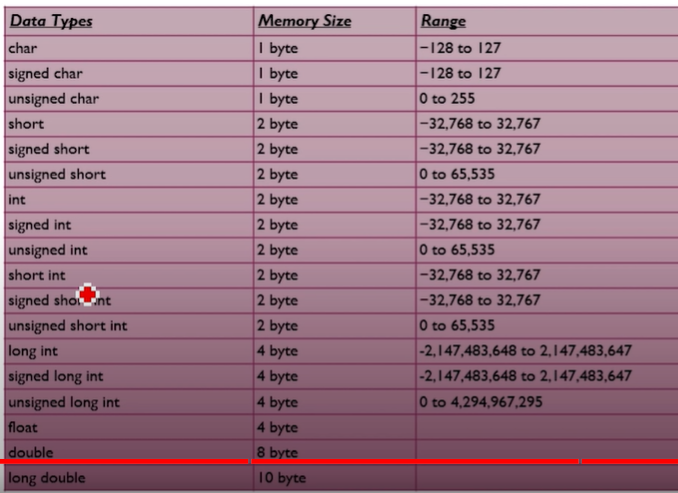 Data Types Memory Size Range
char 1 byte −128 to 127
signed char 1 byte −128 to 127
unsigned char 1 byte 0 to 255
short 2 byte −32,768 to 32,767
signed short 2 byte −32,768 to 32,767
unsigned short 2 byte 0 to 65,535
int 2 byte −32,768 to 32,767
signed int 2 byte −32,768 to 32,767
unsigned int 2 byte 0 to 65,535
short int 2 byte −32,768 to 32,767
signed short int 2 byte −32,768 to 32,767
unsigned short int 2 byte 0 to 65,535
long int 4 byte -2,147,483,648 to 2,147,483,647
signed long int 4 byte -2,147,483,648 to 2,147,483,647
unsigned long int 4 byte 0 to 4,294,967,295
float 4 byte
double 8 byte
long double 10 byte